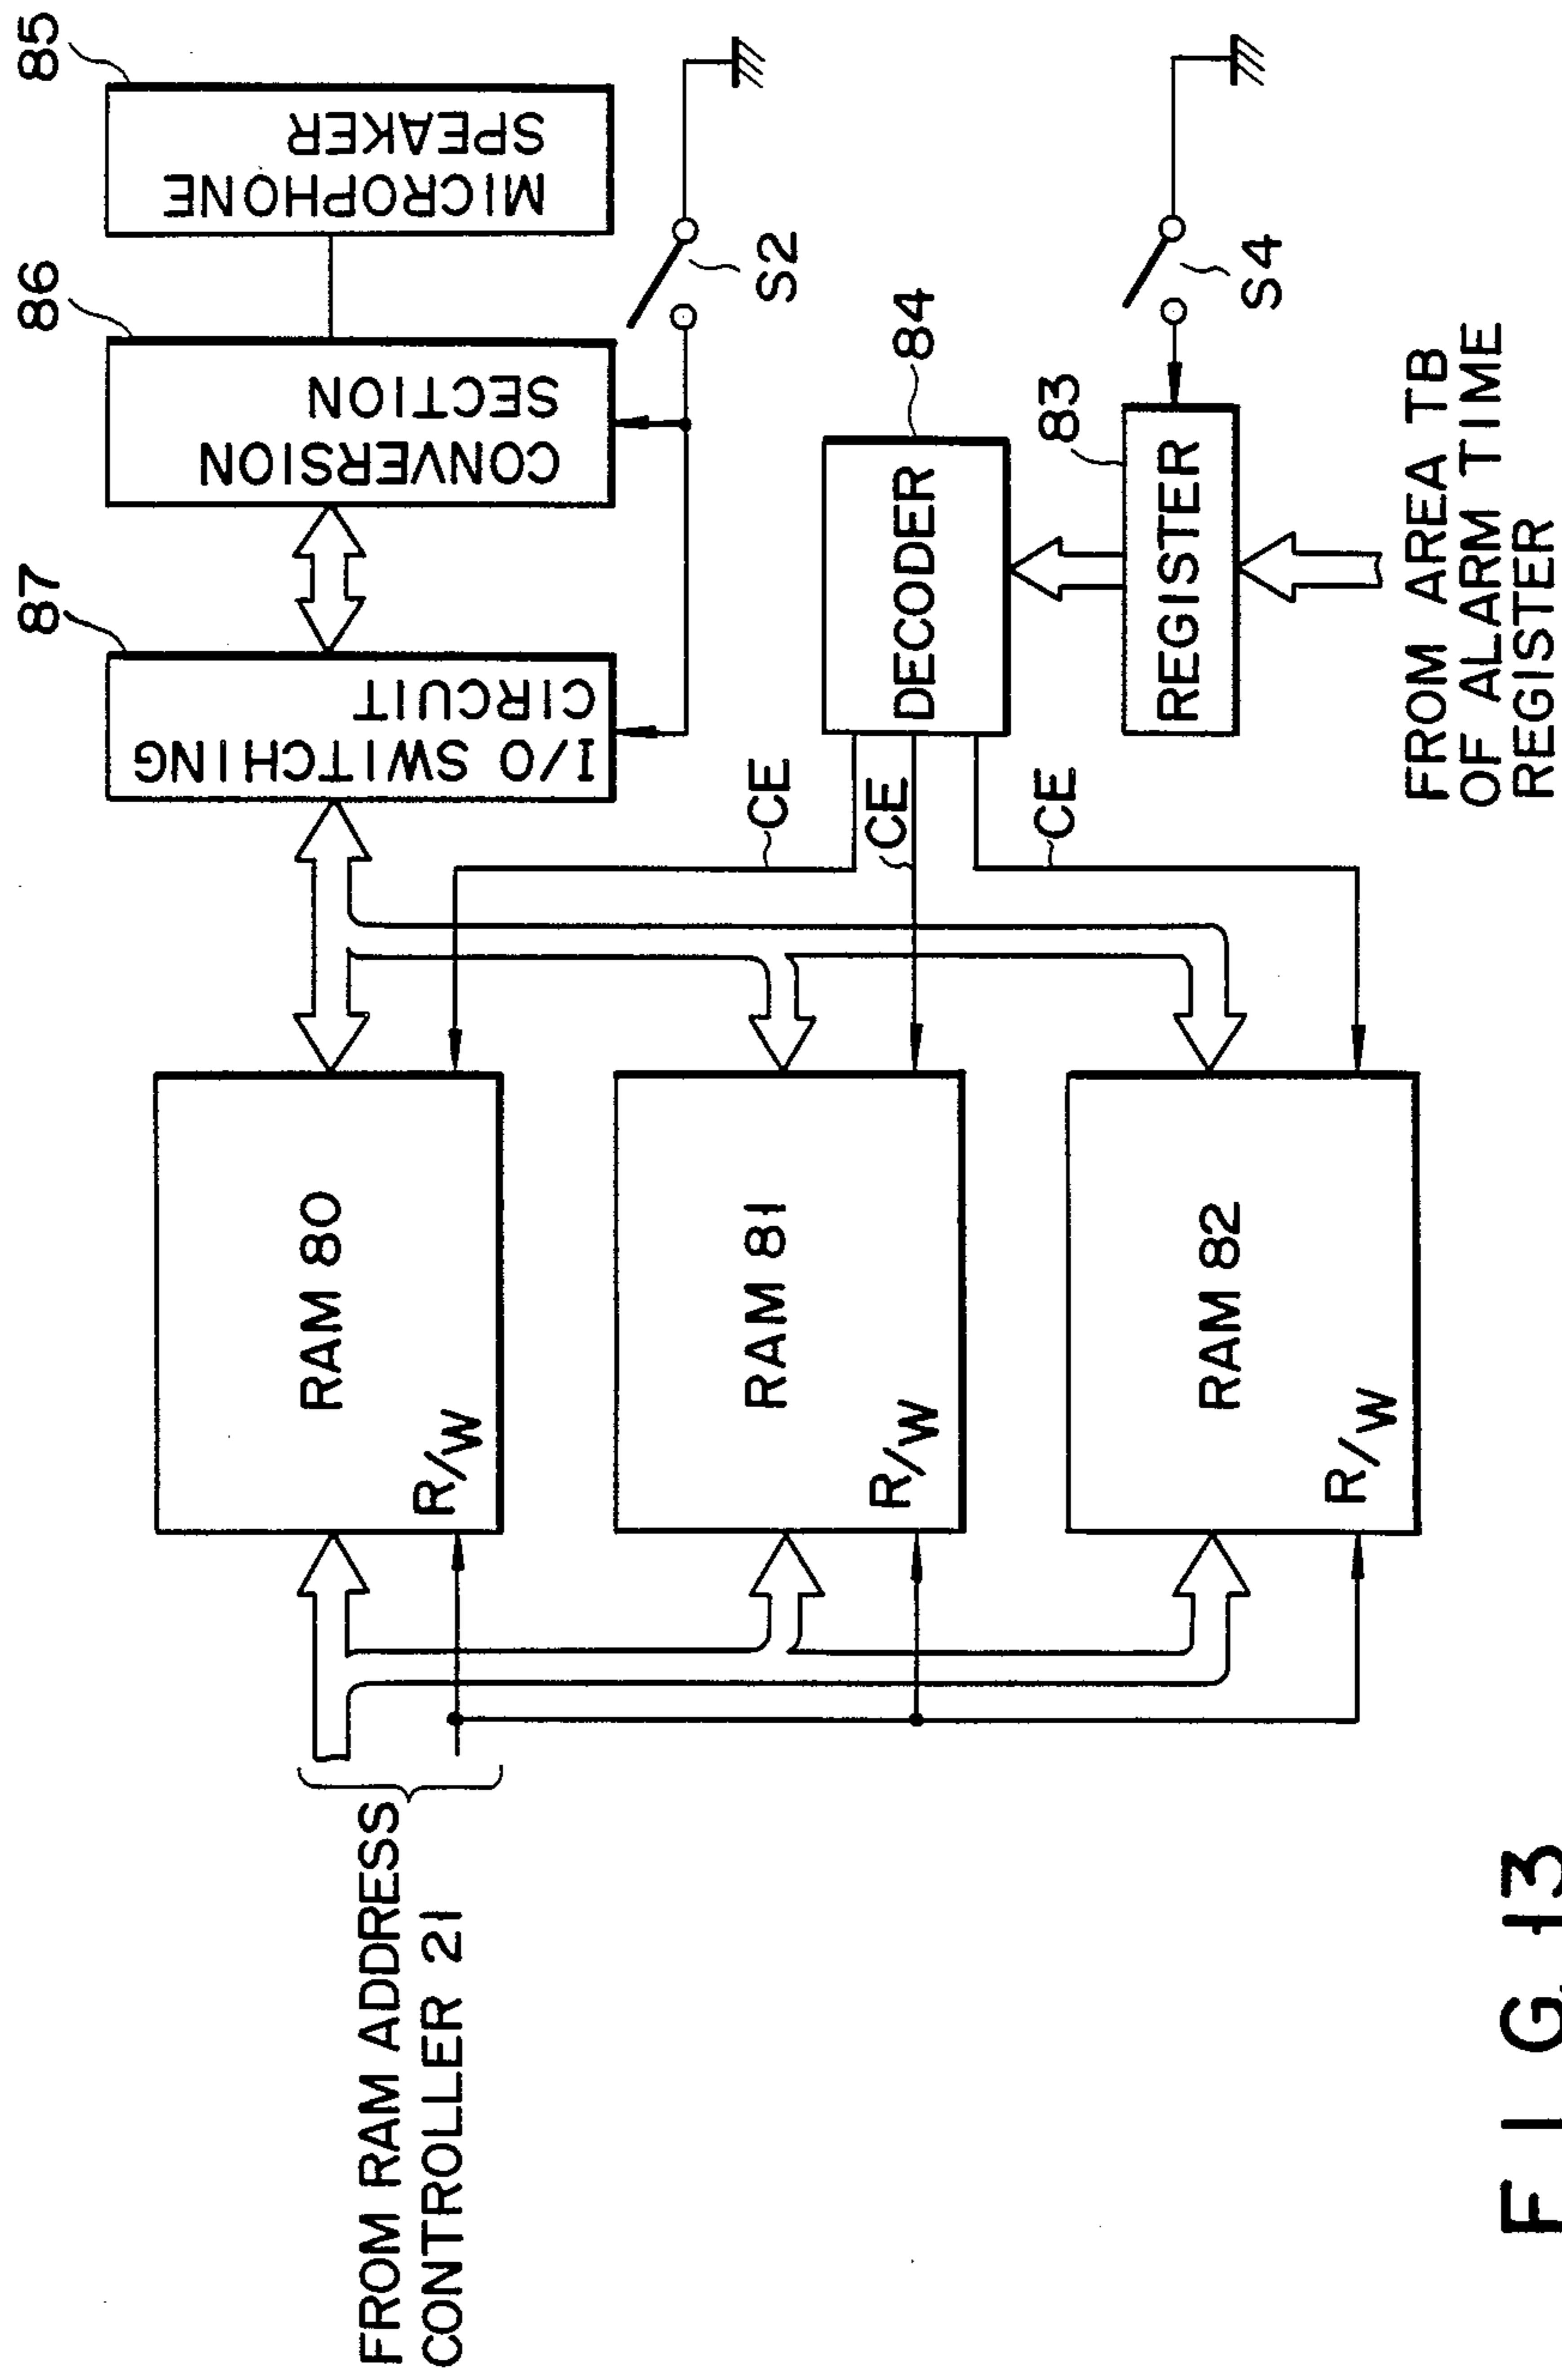 FROM RAM ADDRESS
CONTROLLER 21
RAM 80
R/W
RAM 81
R/W
RAM 82
R/W
CE
CE
CE
87
I/O SWITCHING
CIRCUIT
86
CONVERSION
SECTION
85
MICROPHONE
SPEAKER
S2
84
DECODER
83
REGISTER
S4
FROM AREA TB
OF ALARM TIME
REGISTER
FIG. 13